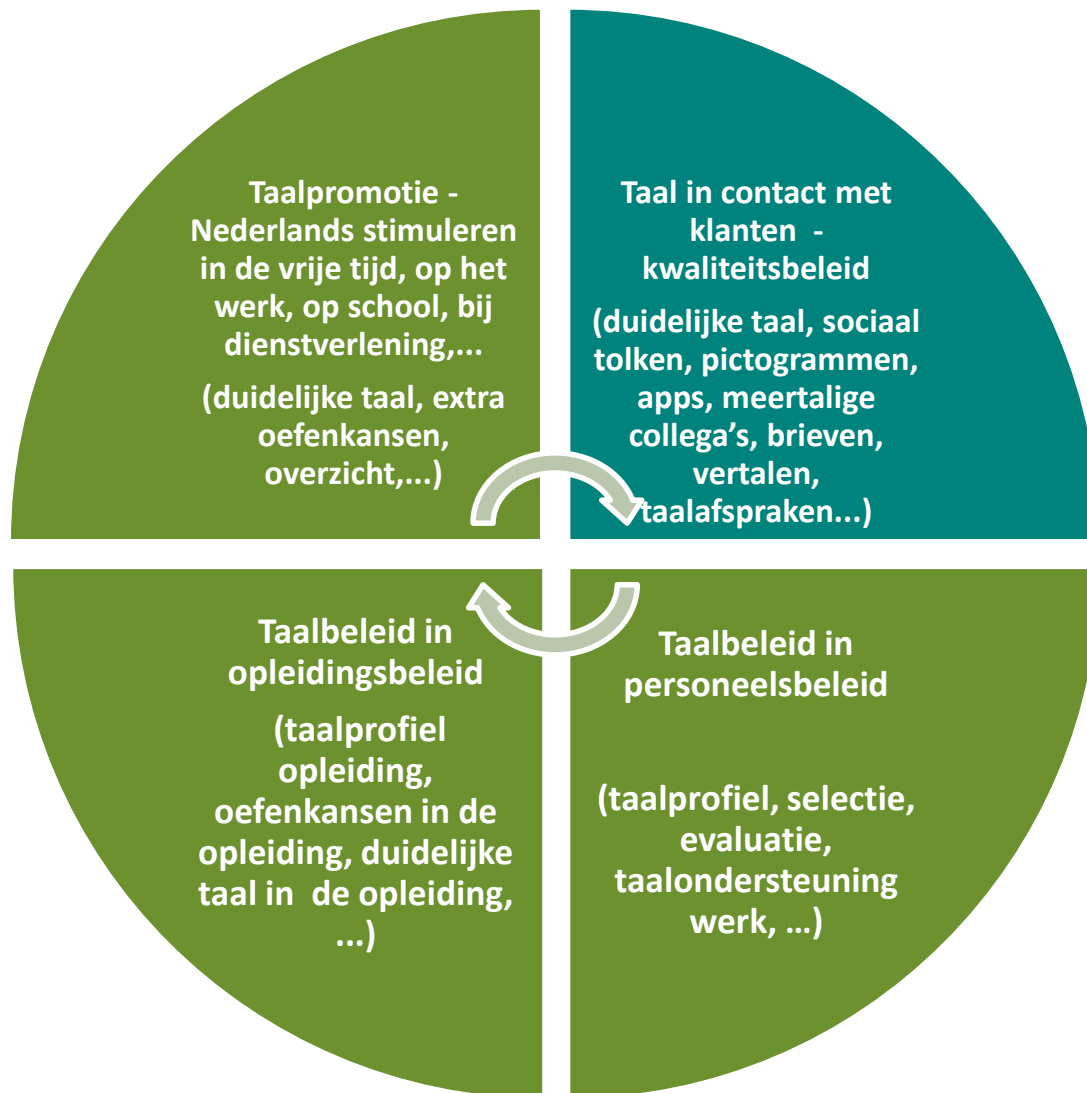 Taalpromotie -
Nederlands stimuleren
in de vrije tijd, op het
werk, op school, bij
dienstverlening,...
(duidelijke taal, extra
oefenkansen,
overzicht,...)
Taal in contact met
klanten -
kwaliteitsbeleid
(duidelijke taal, sociaal
tolken, pictogrammen,
apps, meertalige
collega's, brieven,
vertalen,
taalafspraken...)
Taalbeleid in
opleidingsbeleid
(taalprofiel
opleiding,
oefenkansen in de
opleiding, duidelijke
taal in de opleiding,
...)
Taalbeleid in
personeelsbeleid
(taalprofiel, selectie,
evaluatie,
taalondersteuning
werk, ...)